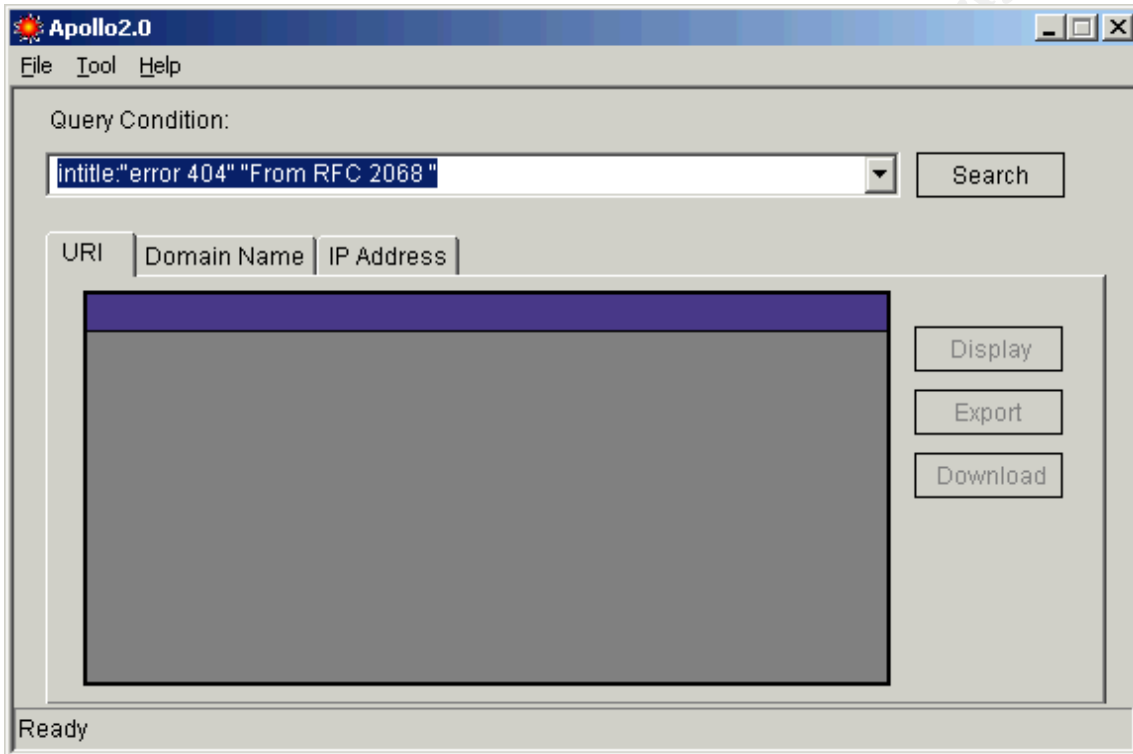 Apollo2.0
File Tool Help
Query Condition:
intitle:"error 404" "From RFC 2068 "
Search
URI Domain Name IP Address
Display
Export
Download
Ready